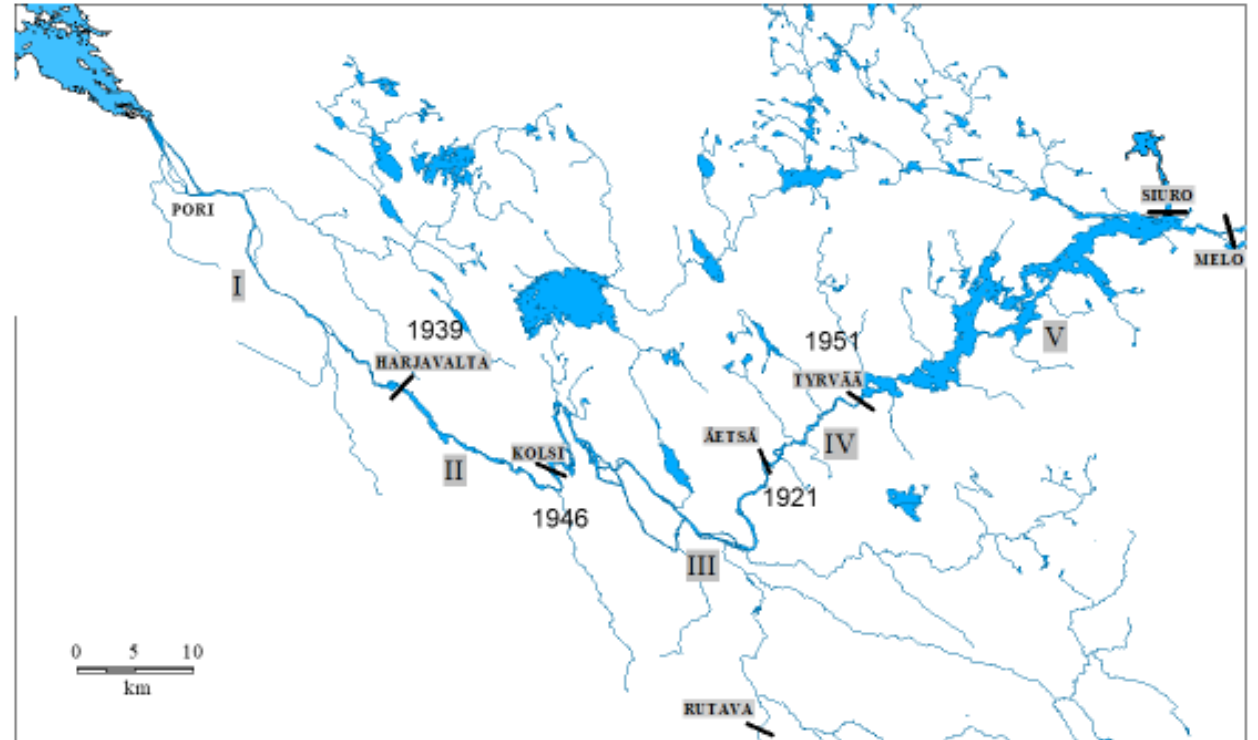 SIURO
PORI
MELO
I
1939
1951
V
HARJAVALTA
TYRVÄÄ
ÄETSÄ
IV
KOLSI
II
1921
1946
III
0 5 10
km
RUTAVA